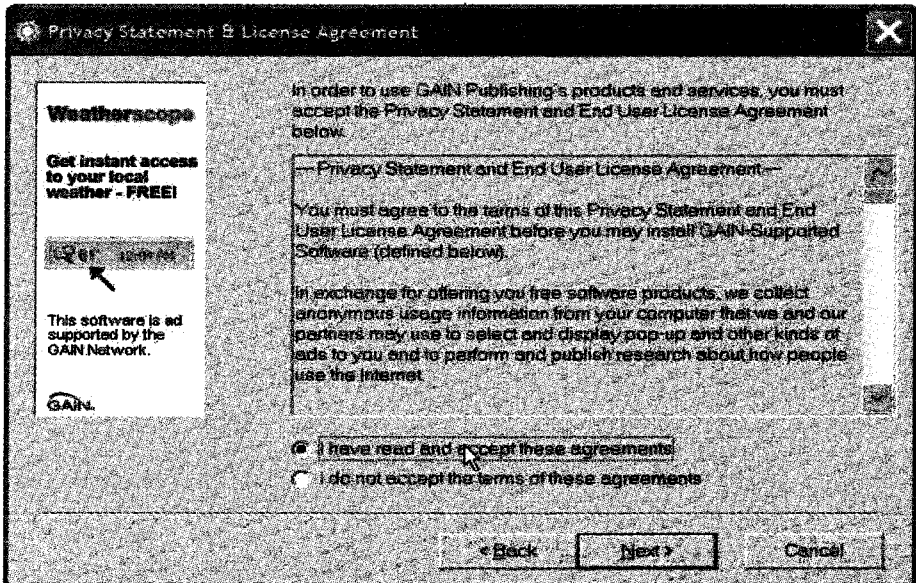 Privacy Statement & License Agreement
Weatherscope
Get instant access
to your local
weather - FREE!
This software is ad
supported by the
GAIN Network.
GAIN.
In order to use GAIN Publishing's products and services, you must
accept the Privacy Statement and End User License Agreement
below.
---Privacy Statement and End User License Agreement---
You must agree to the terms of this Privacy Statement and End
User License Agreement before you may install GAIN-Supported
Software (defined below).
In exchange for offering you free software products, we collect
anonymous usage information from your computer that we and our
partners may use to select and display pop-up and other kinds of
ads to you and to perform and publish research about how people
use the Internet.
I have read and accept these agreements
I do not accept the terms of these agreements
< Back
Next >
Cancel